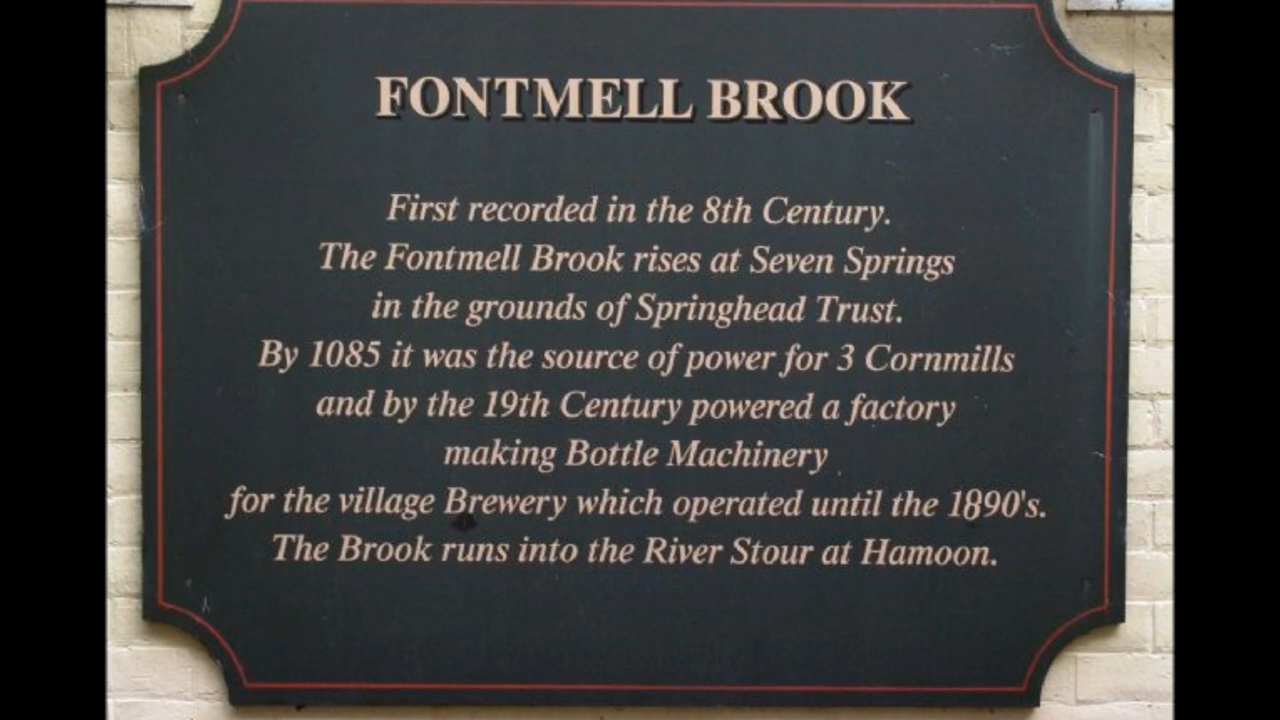 FONTMELL BROOK
First recorded in the 8th Century.
The Fontmell Brook rises at Seven Springs
in the grounds of Springhead Trust.
By 1085 it was the source of power for 3 Cornmills
and by the 19th Century powered a factory
making Bottle Machinery
for the village Brewery which operated until the 1890's.
The Brook runs into the River Stour at Hamoon.